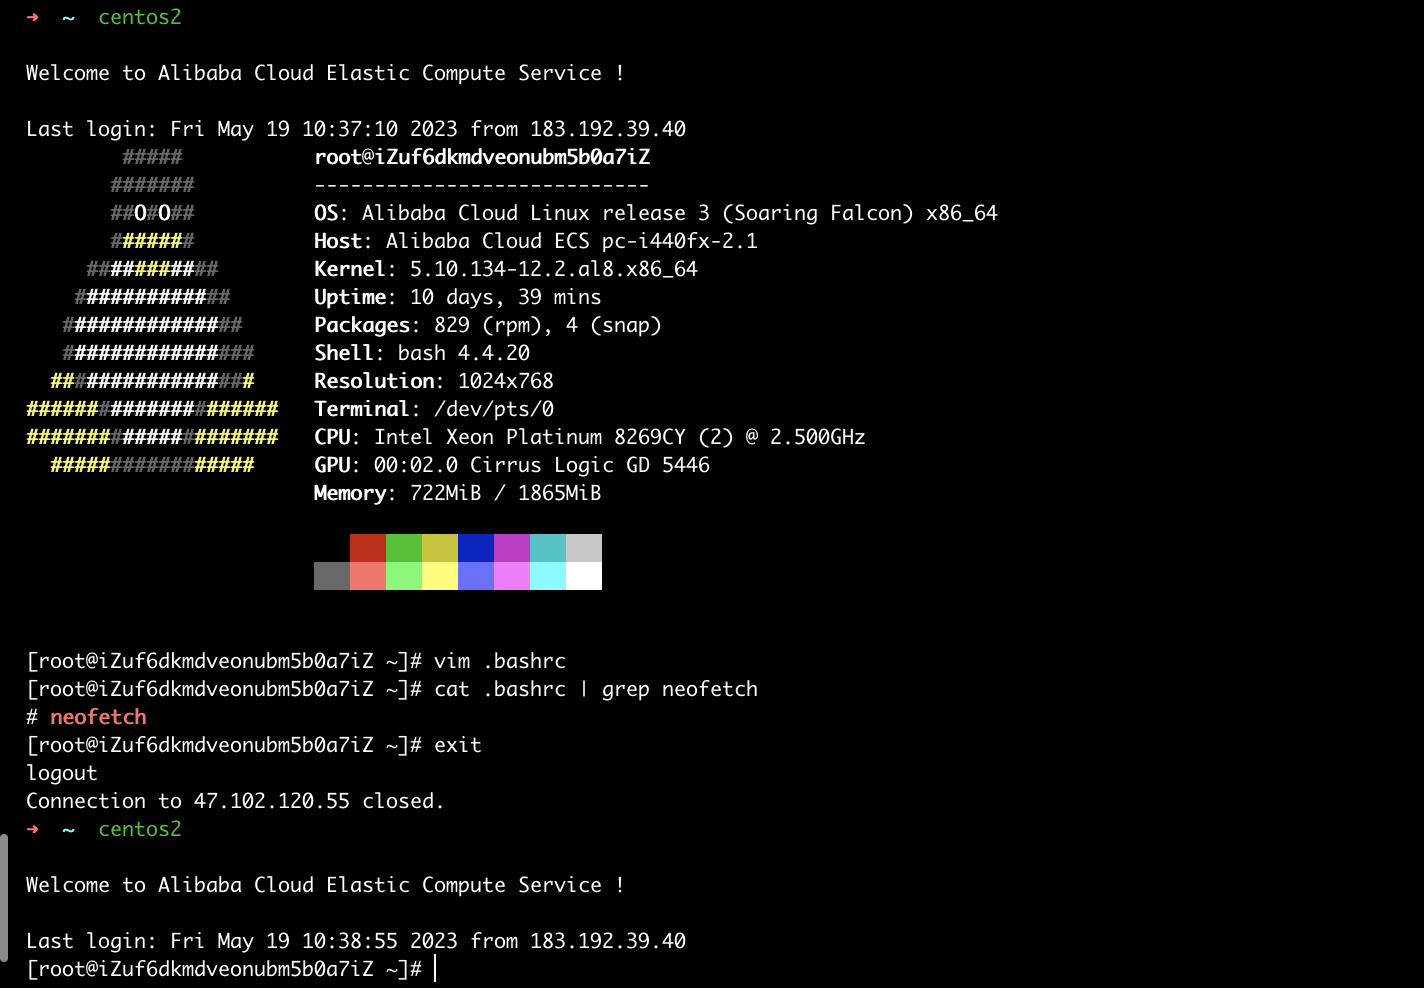 ➜  ~  centos2
Welcome to Alibaba Cloud Elastic Compute Service !
Last login: Fri May 19 10:37:10 2023 from 183.192.39.40
        #####           root@iZuf6dkmdveonubm5b0a7iZ
       #######          ----------------------------
       ##O#O##          OS: Alibaba Cloud Linux release 3 (Soaring Falcon) x86_64
       #######          Host: Alibaba Cloud ECS pc-i440fx-2.1
     ###########        Kernel: 5.10.134-12.2.al8.x86_64
    #############       Uptime: 10 days, 39 mins
   ###############      Packages: 829 (rpm), 4 (snap)
   ################     Shell: bash 4.4.20
  #################     Resolution: 1024x768
#####################   Terminal: /dev/pts/0
#####################   CPU: Intel Xeon Platinum 8269CY (2) @ 2.500GHz
  #################     GPU: 00:02.0 Cirrus Logic GD 5446
                        Memory: 722MiB / 1865MiB
[root@iZuf6dkmdveonubm5b0a7iZ ~]# vim .bashrc
[root@iZuf6dkmdveonubm5b0a7iZ ~]# cat .bashrc | grep neofetch
# neofetch
[root@iZuf6dkmdveonubm5b0a7iZ ~]# exit
logout
Connection to 47.102.120.55 closed.
➜  ~  centos2
Welcome to Alibaba Cloud Elastic Compute Service !
Last login: Fri May 19 10:38:55 2023 from 183.192.39.40
[root@iZuf6dkmdveonubm5b0a7iZ ~]#